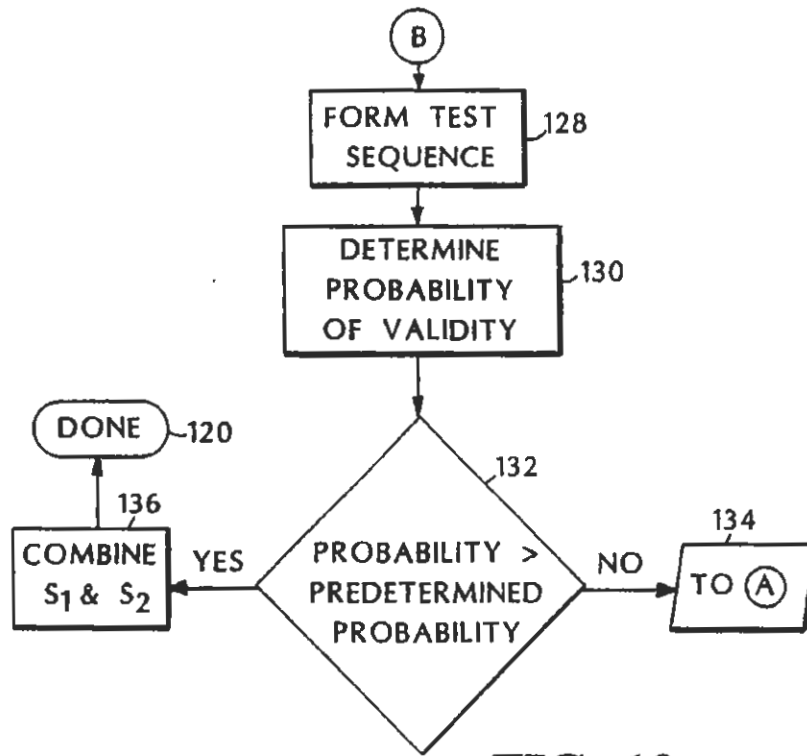 B
FORM TEST
SEQUENCE
128
DETERMINE
PROBABILITY
OF VALIDITY
130
DONE
120
132
136
134
COMBINE
S₁ & S₂
YES
PROBABILITY >
PREDETERMINED
PROBABILITY
NO
TO A